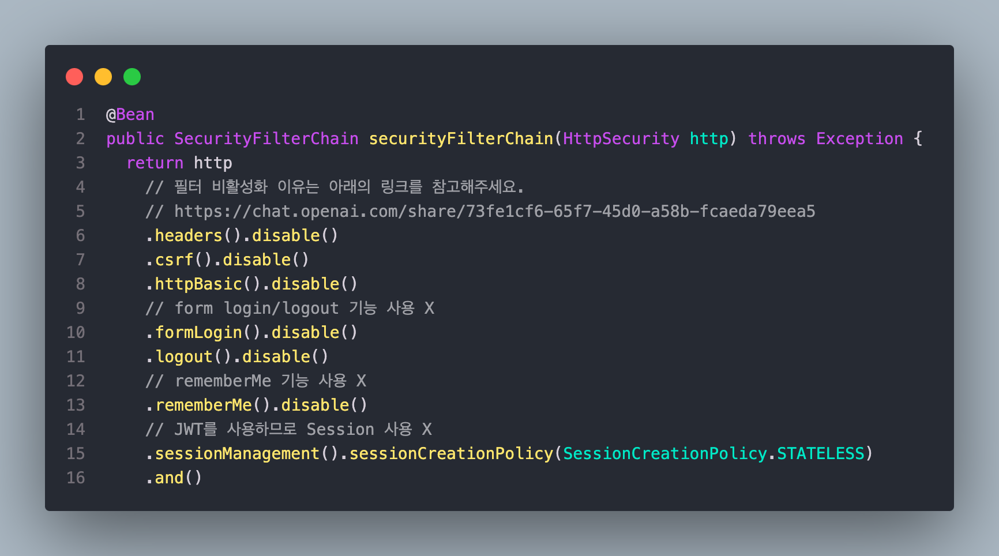 1 @Bean
2 public SecurityFilterChain securityFilterChain(HttpSecurity http) throws Exception {
3   return http
4     // 필터 비활성화 이유는 아래의 링크를 참고해주세요.
5     // https://chat.openai.com/share/73fe1cf6-65f7-45d0-a58b-fcaeda79eea5
6     .headers().disable()
7     .csrf().disable()
8     .httpBasic().disable()
9     // form login/logout 기능 사용 X
10     .formLogin().disable()
11     .logout().disable()
12     // rememberMe 기능 사용 X
13     .rememberMe().disable()
14     // JWT를 사용하므로 Session 사용 X
15     .sessionManagement().sessionCreationPolicy(SessionCreationPolicy.STATELESS)
16     .and()